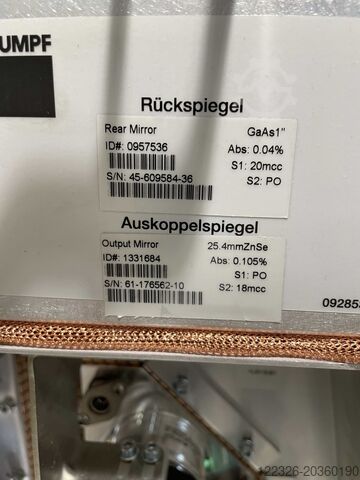 UMPF
Rückspiegel
Rear Mirror GaAs1"
ID#: 0957536 Abs: 0.04%
S1: 20mcc
S/N: 45-609584-36 S2: PO
Auskoppelspiegel
Output Mirror 25.4mmZnSe
ID#: 1331684 Abs: 0.105%
S1: PO
S/N: 61-176562-10 S2: 18mcc
09285
122326-20360190